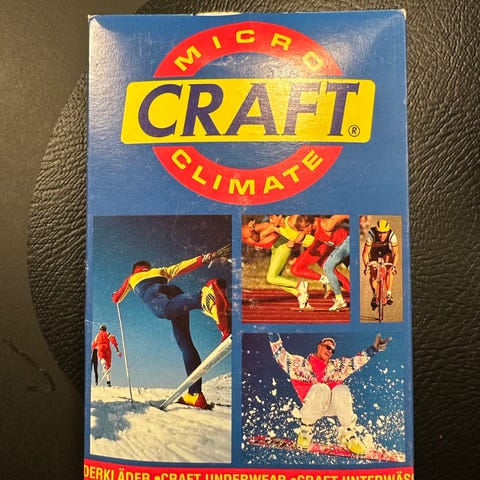 MICRO
CRAFT®
CLIMATE
DERKLÄDER •CRAFT UNDERWEAR •CRAFT UNTERWÄS